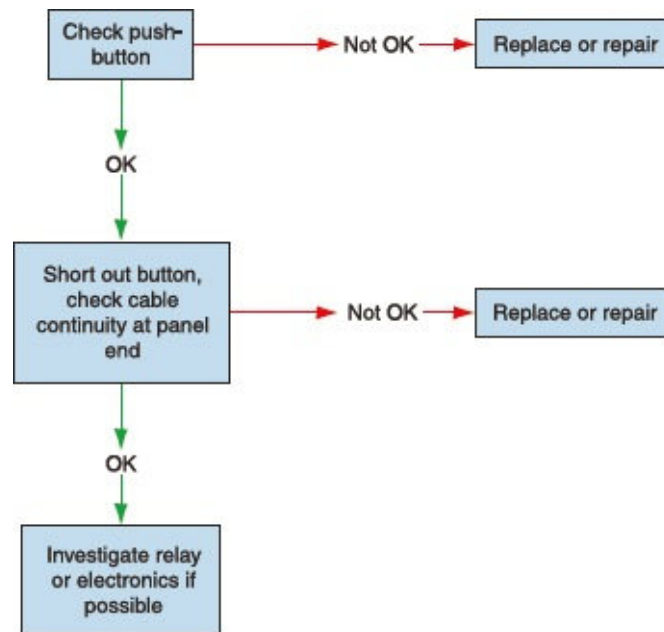 Check push-
button
Not OK
Replace or repair
OK
Short out button,
check cable
continuity at panel
end
Not OK
Replace or repair
OK
Investigate relay
or electronics if
possible